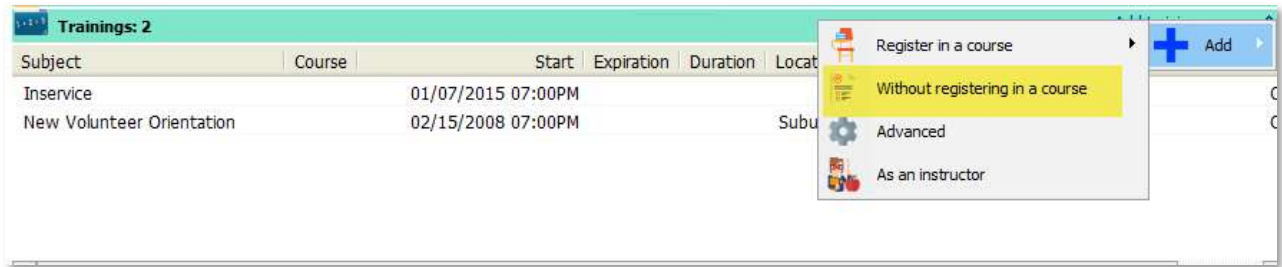 Trainings: 2
Subject Course Start Expiration Duration
Inservice 01/07/2015 07:00PM
New Volunteer Orientation 02/15/2008 07:00PM
Register in a course
Without registering in a course
Advanced
As an instructor
Add